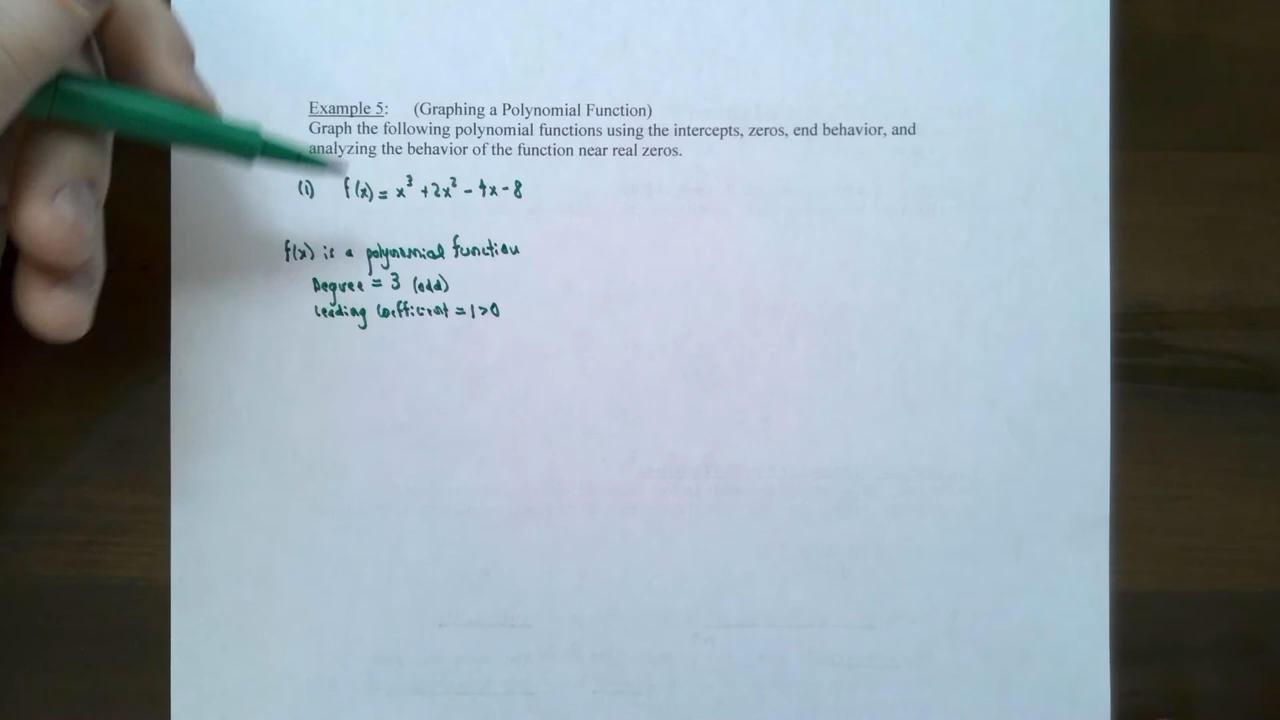 Example 5: (Graphing a Polynomial Function)
Graph the following polynomial functions using the intercepts, zeros, end behavior, and
analyzing the behavior of the function near real zeros.
(i) f(x) = x³ + 2x² - 4x - 8
f(x) is a polynomial function
Degree = 3 (odd)
Leading Coefficient = 1 > 0